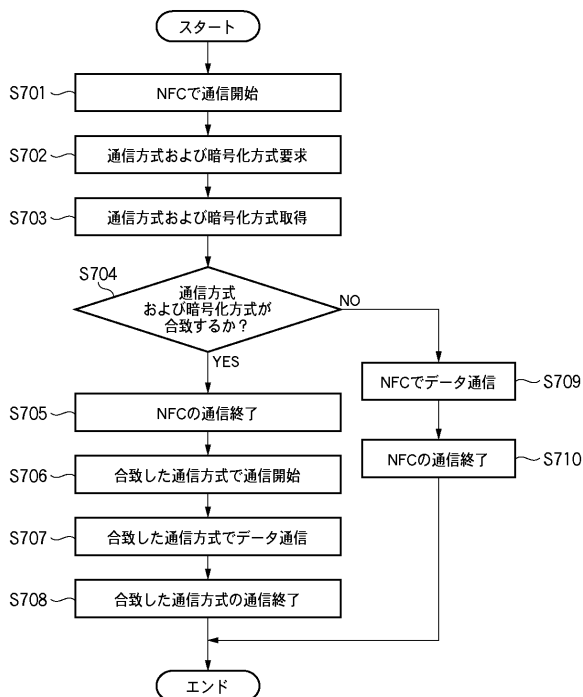 スタート
S701
NFCで通信開始
S702
通信方式および暗号化方式要求
S703
通信方式および暗号化方式取得
S704
通信方式
および暗号化方式が
合致するか？
NO
YES
S705
NFCの通信終了
S706
合致した通信方式で通信開始
S707
合致した通信方式でデータ通信
S708
合致した通信方式の通信終了
NFCでデータ通信
S709
NFCの通信終了
S710
エンド